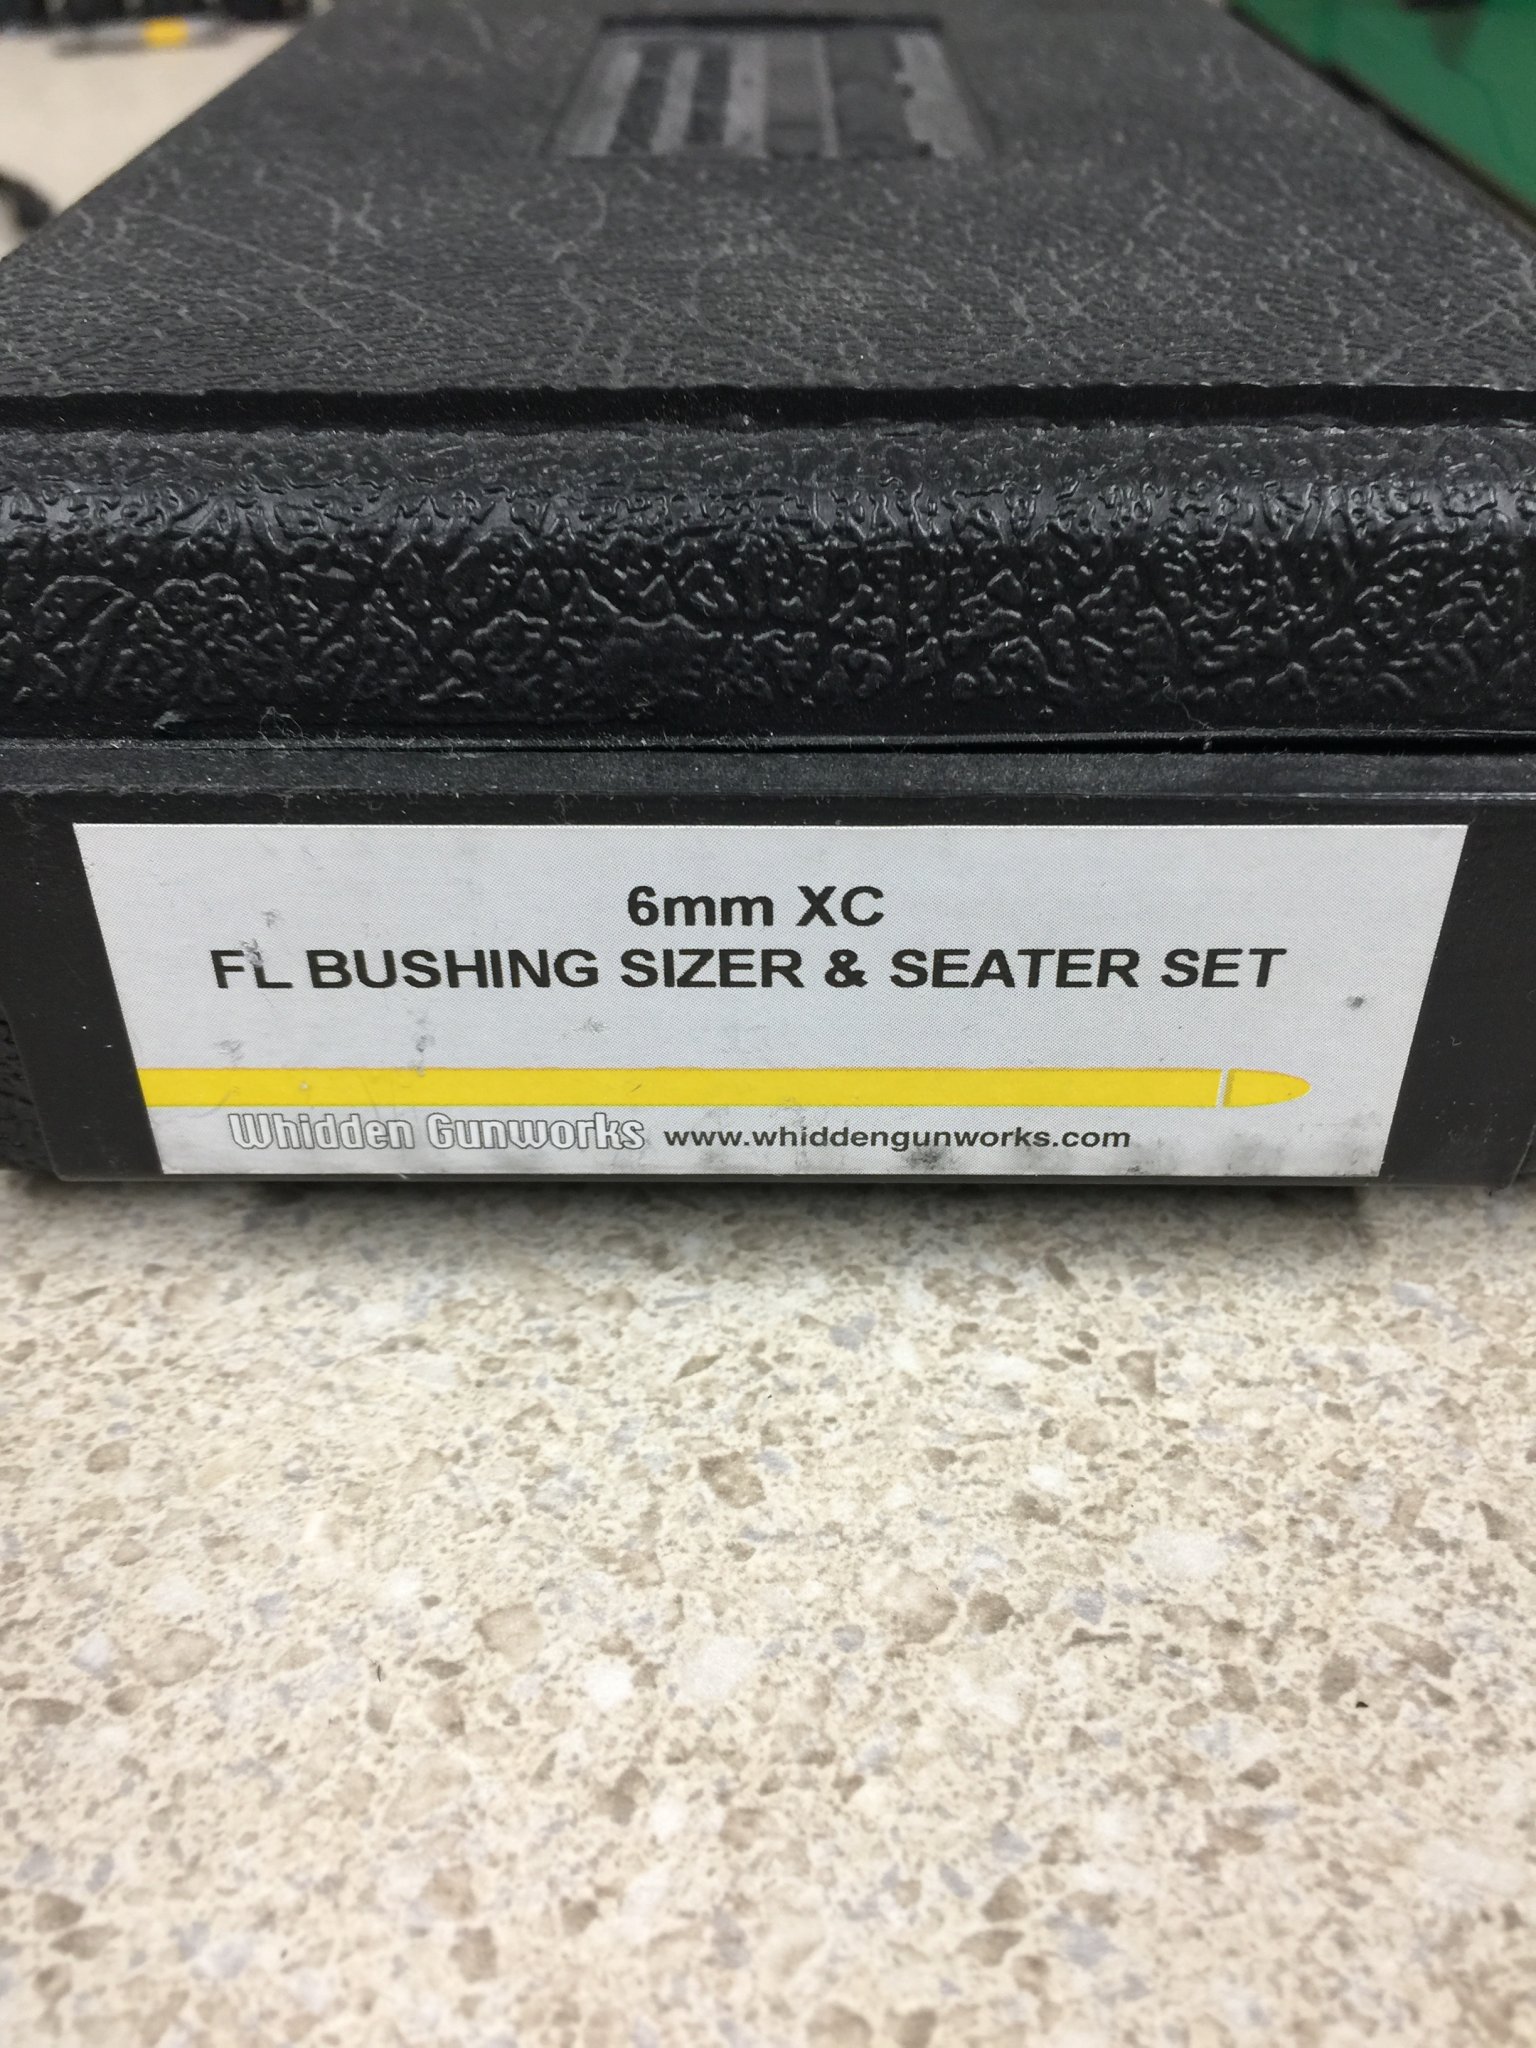 6mm XC
FL BUSHING SIZER & SEATER SET
Whidden Gunworks www.whiddengunworks.com